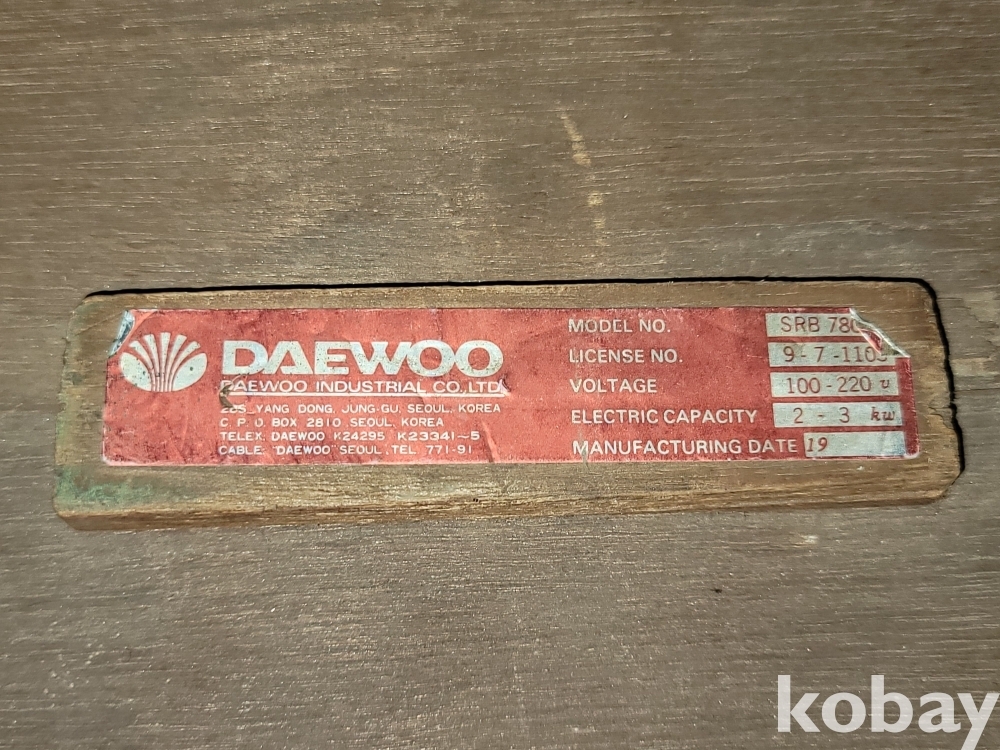 DAEWOO
DAEWOO INDUSTRIAL CO., LTD.
YANG DONG, JUNG-GU, SEOUL, KOREA
C. P. O. BOX 2810 SEOUL, KOREA
TELEX: DAEWOO K24295 K23341~5
CABLE: "DAEWOO" SEOUL, TEL. 771-91
MODEL NO. SRB
LICENSE NO.
VOLTAGE 100-220 v
ELECTRIC CAPACITY 2 - 3 kw
MANUFACTURING DATE 19
kobay